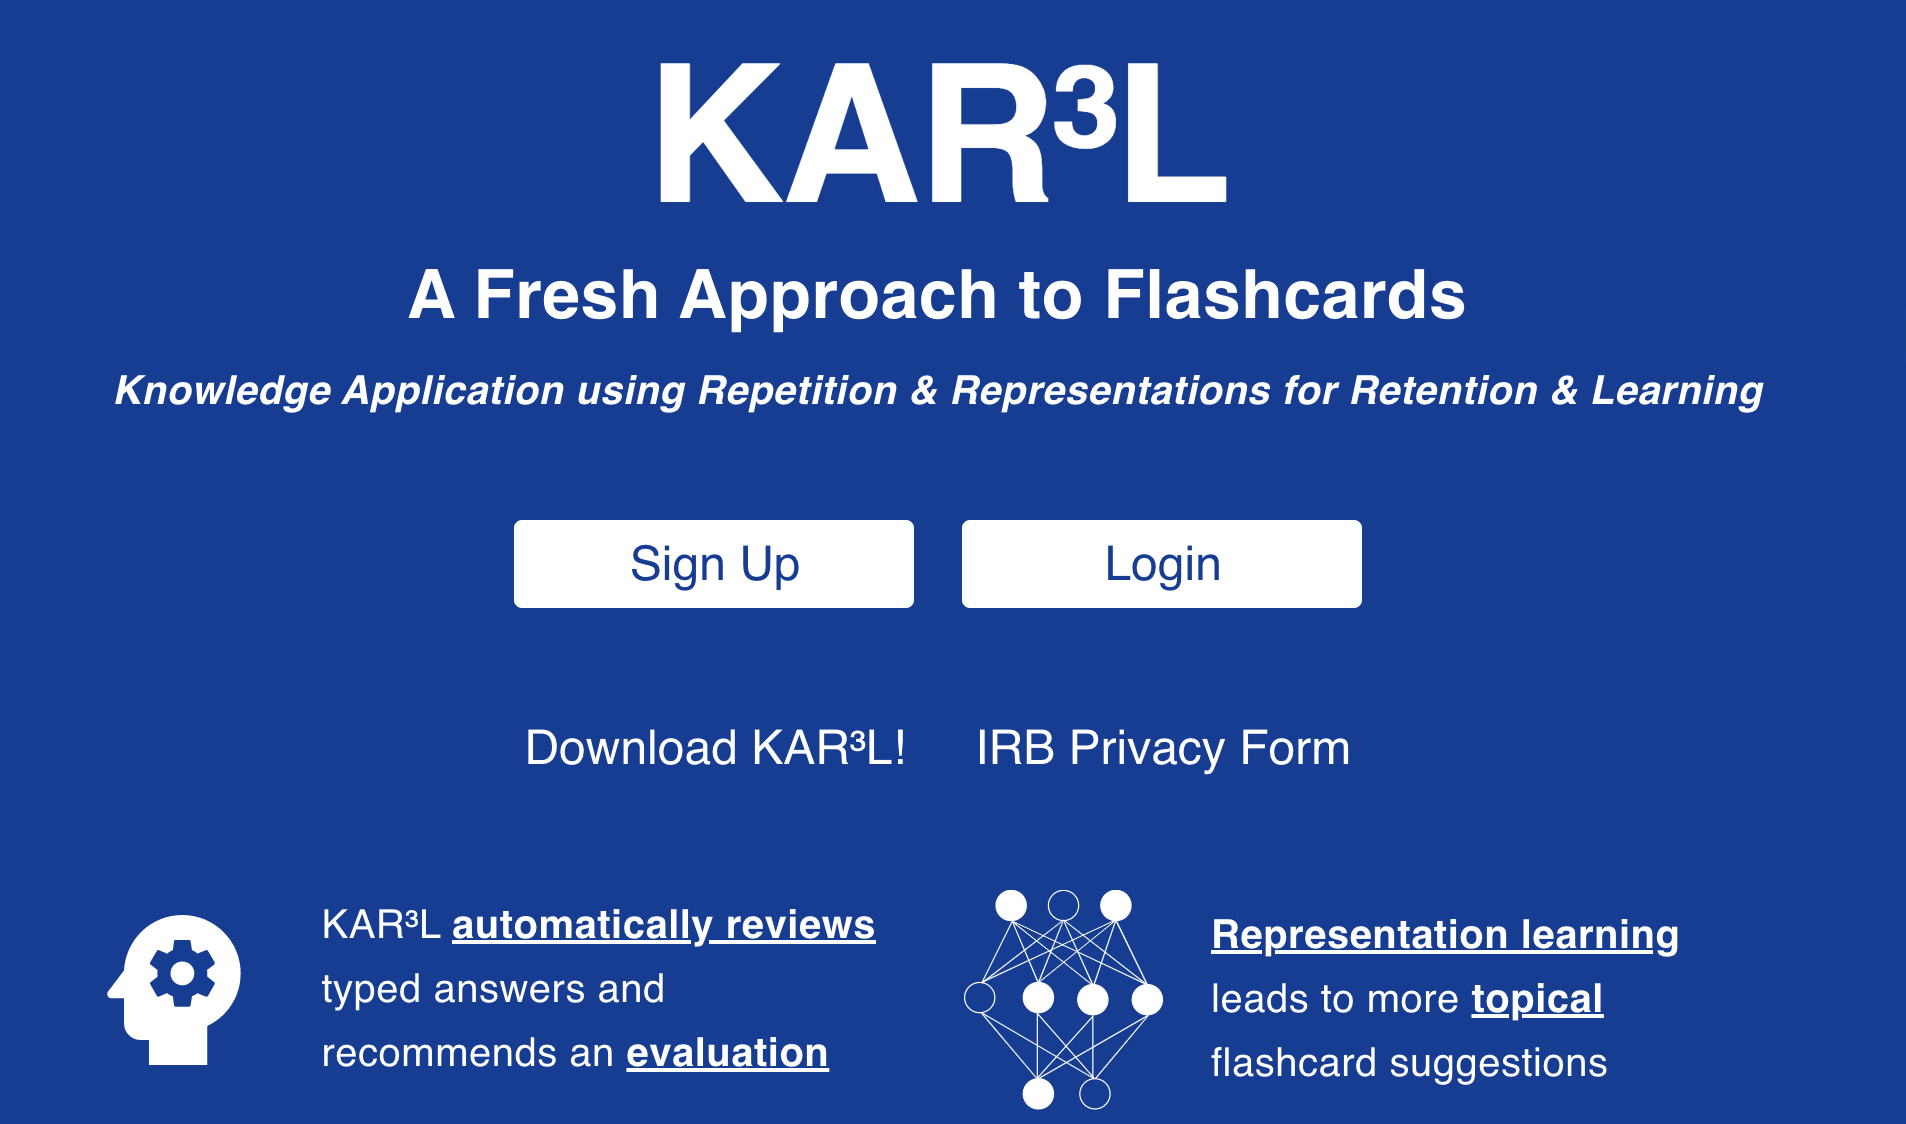 KAR³L
A Fresh Approach to Flashcards
Knowledge Application using Repetition & Representations for Retention & Learning
Sign Up
Login
Download KAR³L!
IRB Privacy Form
KAR³L automatically reviews
typed answers and
recommends an evaluation
Representation learning
leads to more topical
flashcard suggestions